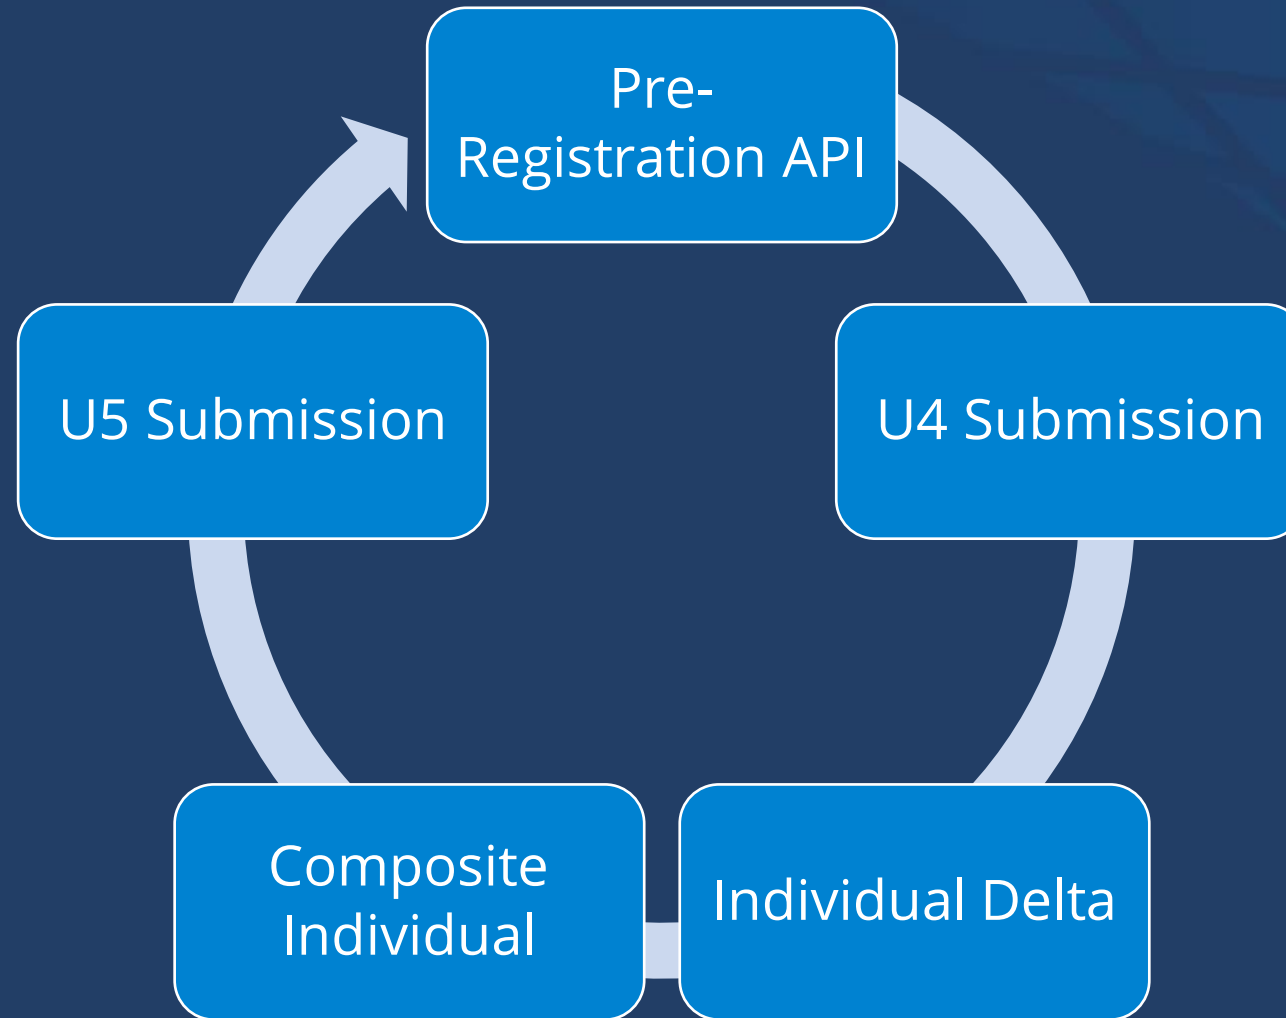 Pre-
Registration API
U5 Submission
U4 Submission
Composite
Individual
Individual Delta